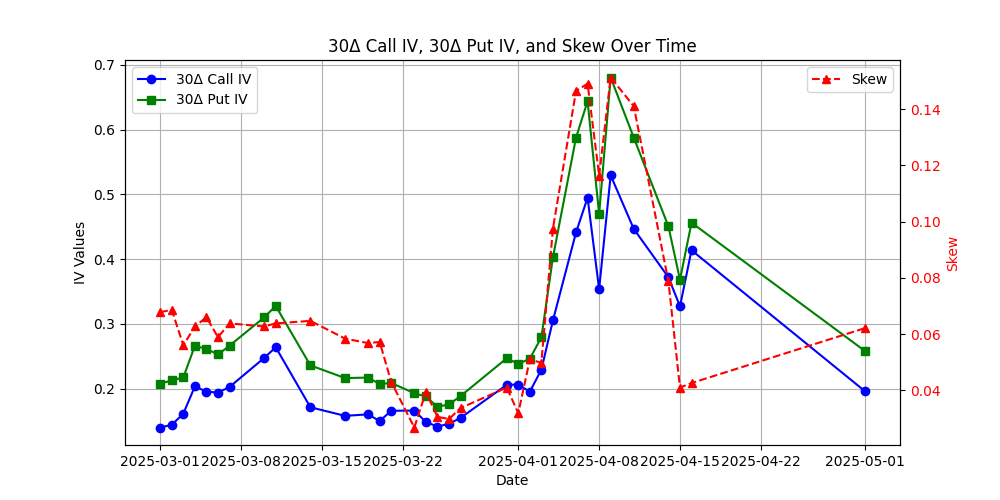 30Δ Call IV, 30Δ Put IV, and Skew Over Time
30Δ Call IV
30Δ Put IV
Skew
0.7
0.6
0.5
0.4
0.3
0.2
IV Values
0.14
0.12
0.10
0.08
0.06
0.04
Skew
2025-03-01 2025-03-08 2025-03-15 2025-03-22 2025-04-01 2025-04-08 2025-04-15 2025-04-22 2025-05-01
Date